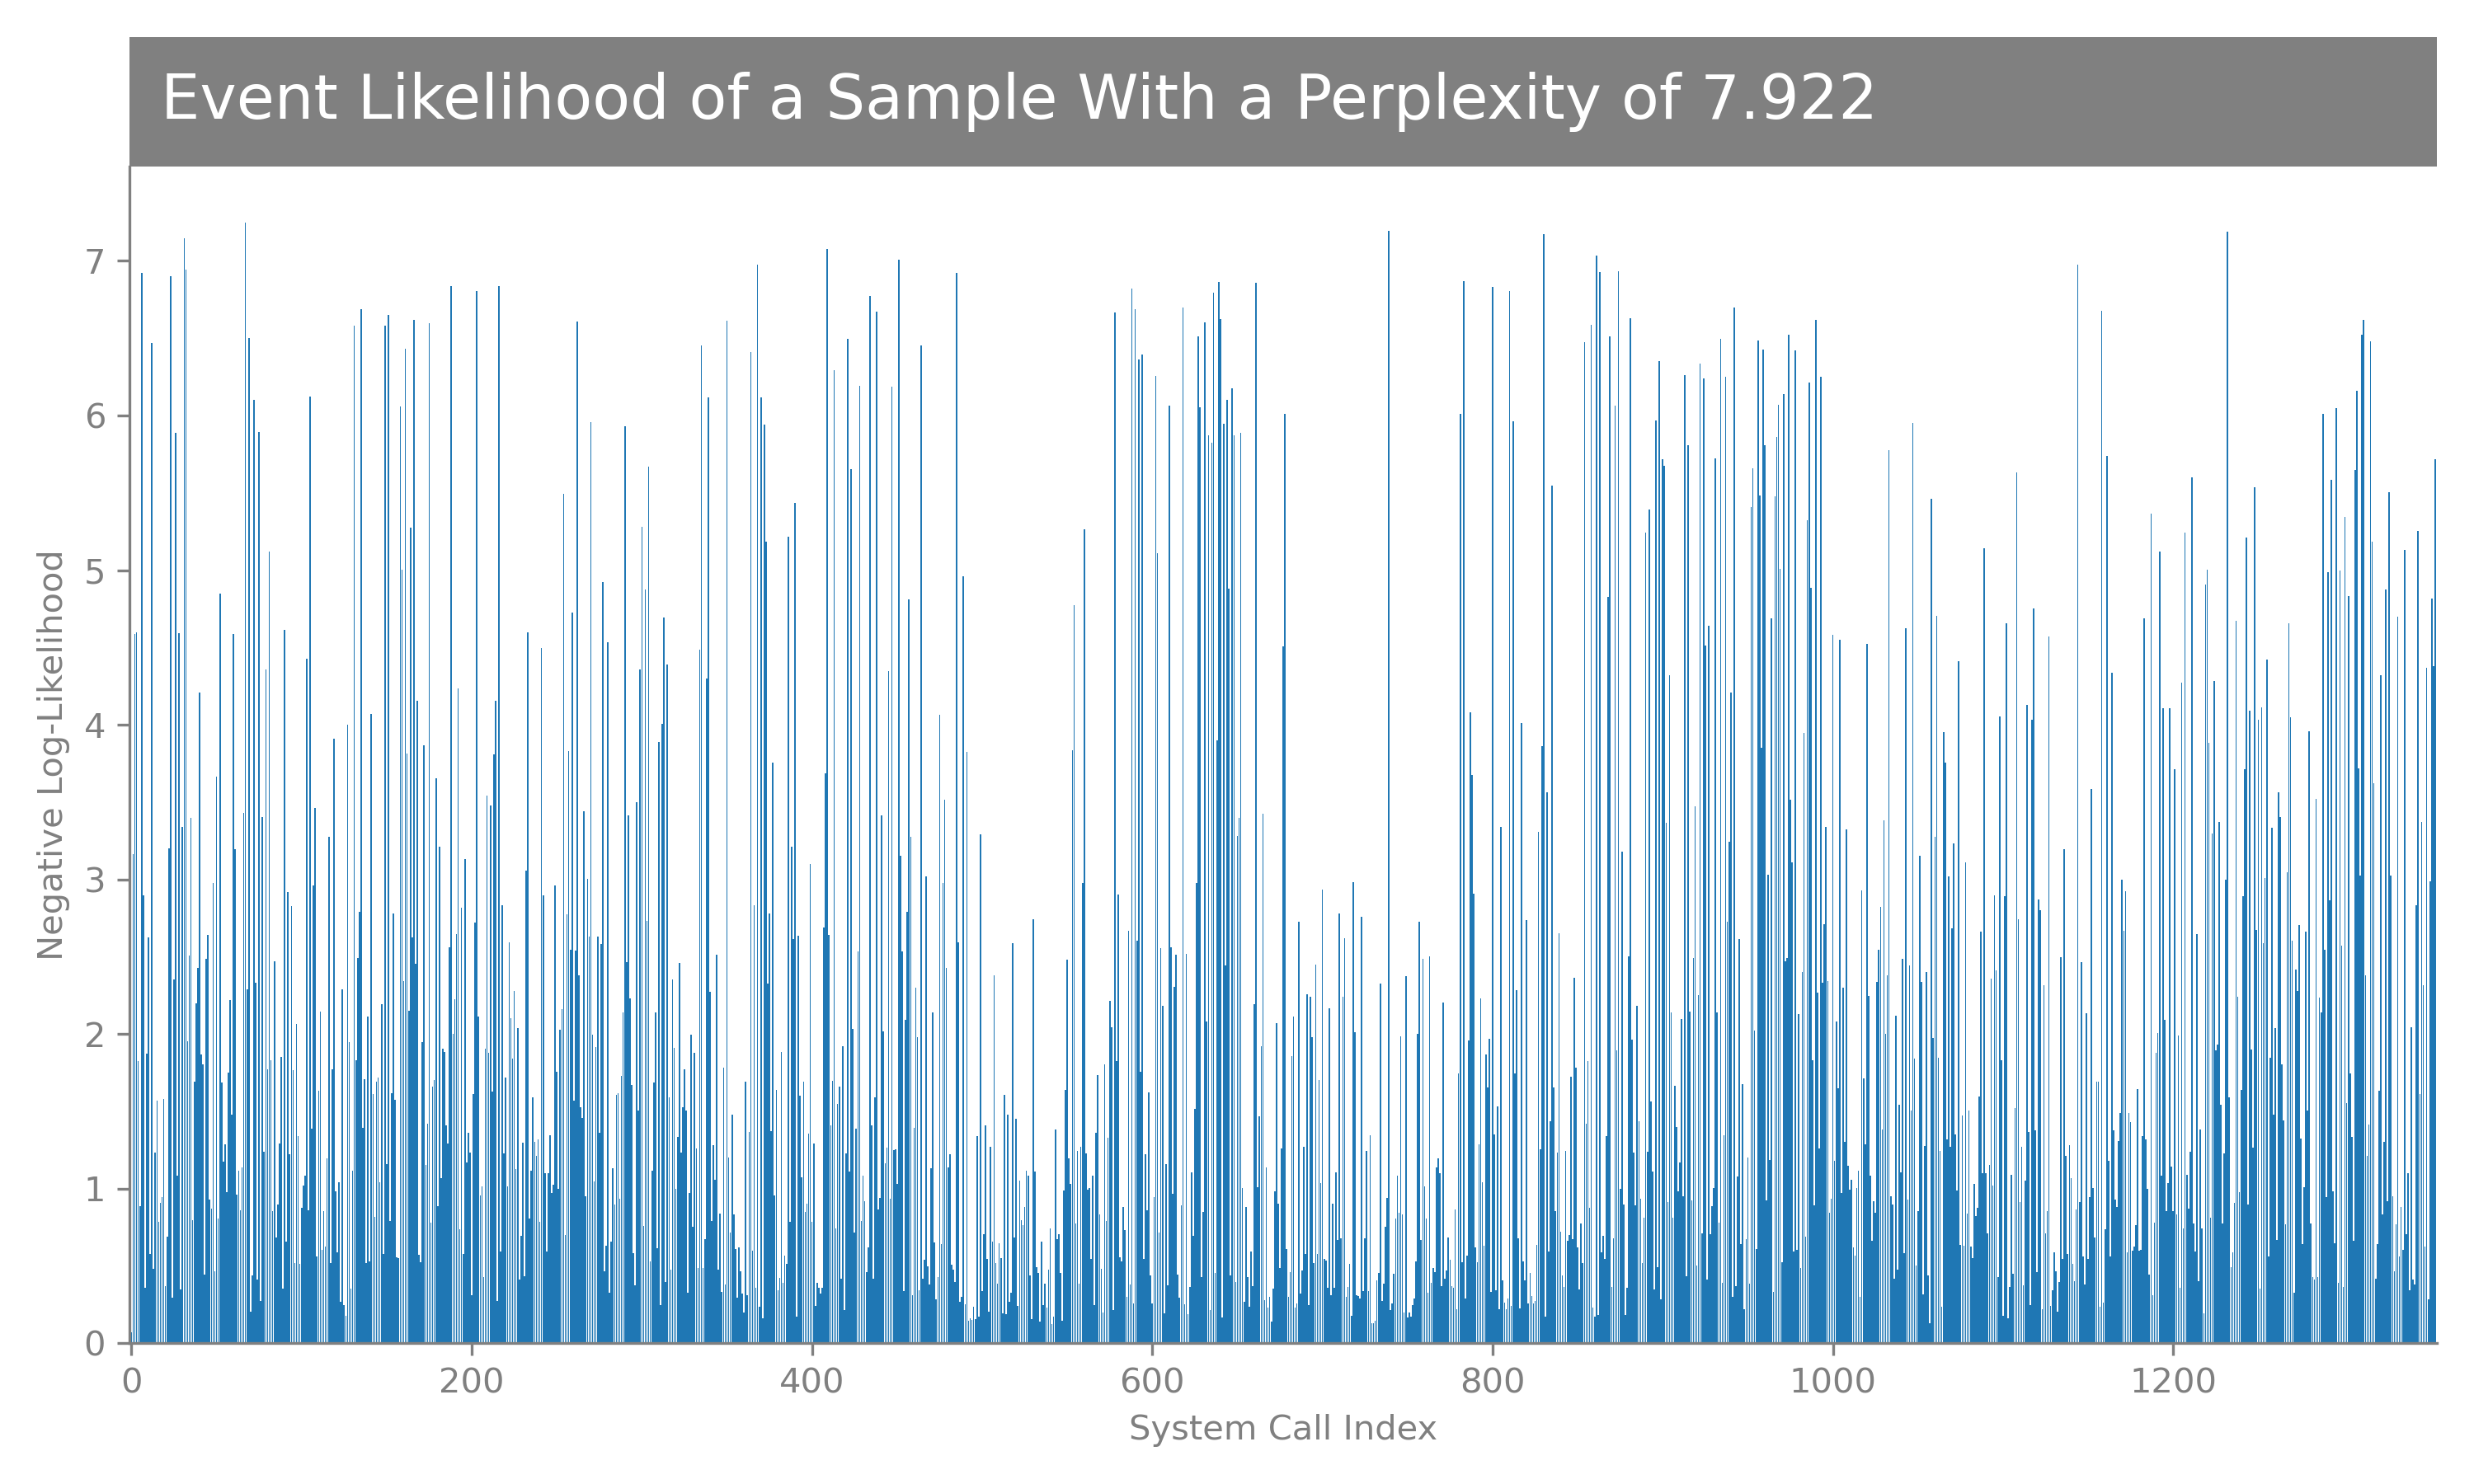 Event Likelihood of a Sample With a Perplexity of 7.922
7
6
5
4
3
2
1
0
Negative Log-Likelihood
0 200 400 600 800 1000 1200
System Call Index